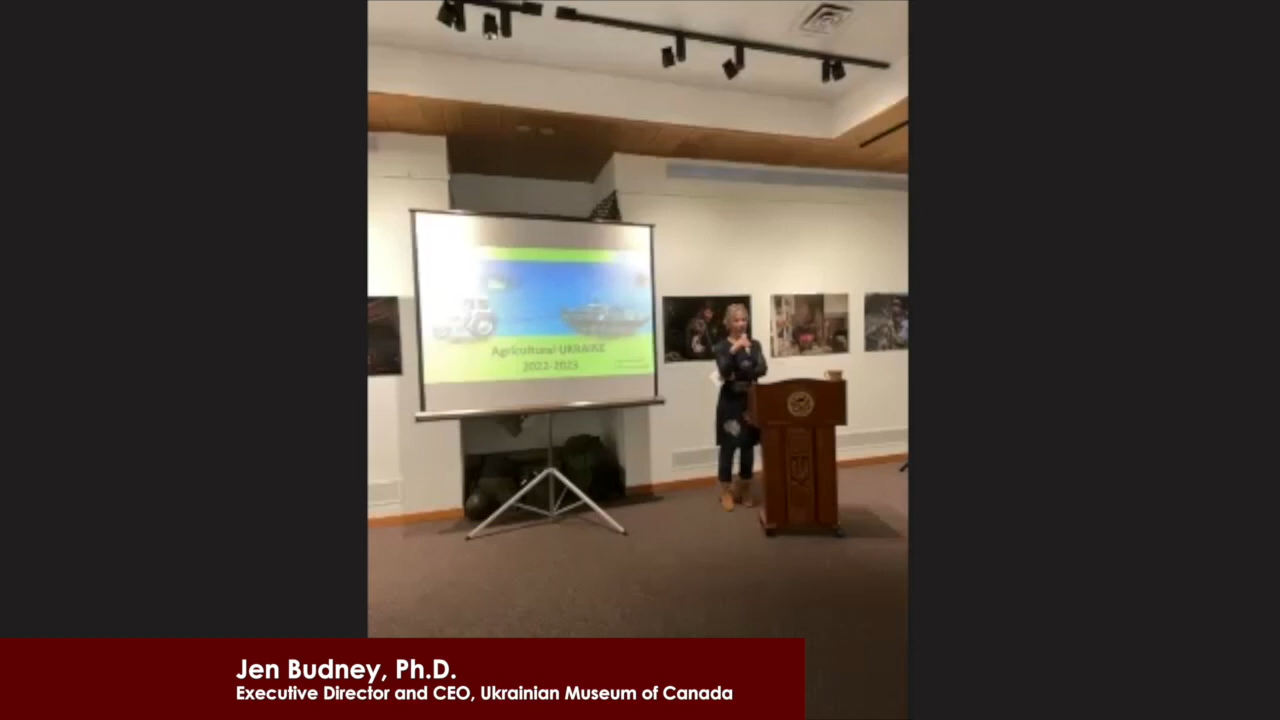 Agricultural UKRAINE
2022-2023
Jen Budney, Ph.D.
Executive Director and CEO, Ukrainian Museum of Canada